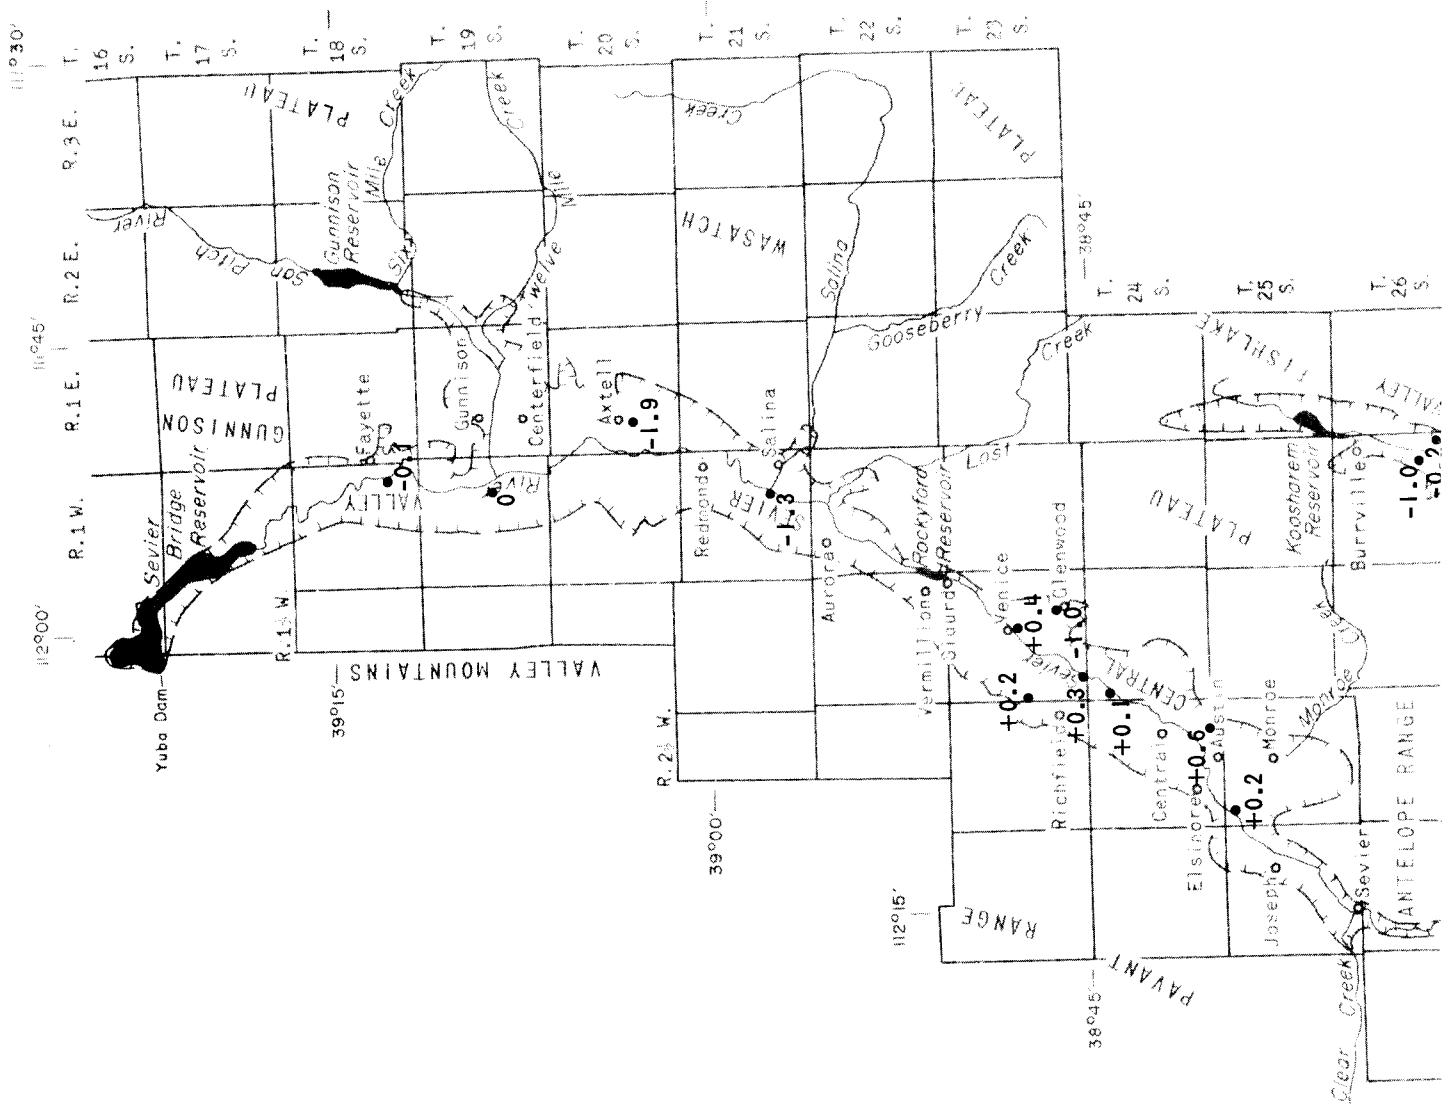 111°30'
T. 16 S.
T. 17 S.
T. 18 S.
T. 19 S.
T. 20 S.
T. 21 S.
T. 22 S.
T. 23 S.
R. 3 E.
PLATEAU
Creek
Creek
Creek
PLATEAU
River
Pitch
San
Gunnison
Reservoir
Six
Mile
Twelve
Mile
WASATCH
Salina
Creek
Gooseberry
38°45'
R. 2 E.
T. 24 S.
T. 25 S.
T. 26 S.
111°45'
R. 1 E.
PLATEAU
GUNNISON
Fayette
Gunnison
Centerfield
Axtell
-1.9
Salina
Creek
Lost
FISHLAKE
VALLEY
R. 1 W.
Sevier
Bridge
Reservoir
VALLEY
0
River
Redmond
SEVIER
-1.3
Aurora
Rockyford
Reservoir
Glenwood
PLATEAU
Koosharem
Reservoir
Burrville
-1.0
-0.2
112°00'
R. 1½ W.
Yuba Dam
39°15'
VALLEY MOUNTAINS
Vermillion
Sigurd
Venice
+0.4
-1.0
+0.2
Sevier
+0.3
+0.1
CENTRAL
Richfield
Central
+0.6
Austin
Monroe
Monroe
Creek
R. 2½ W.
39°00'
Elsinore
+0.2
Joseph
Sevier
ANTELOPE RANGE
112°15'
RANGE
PAVANT
38°45'
Clear Creek